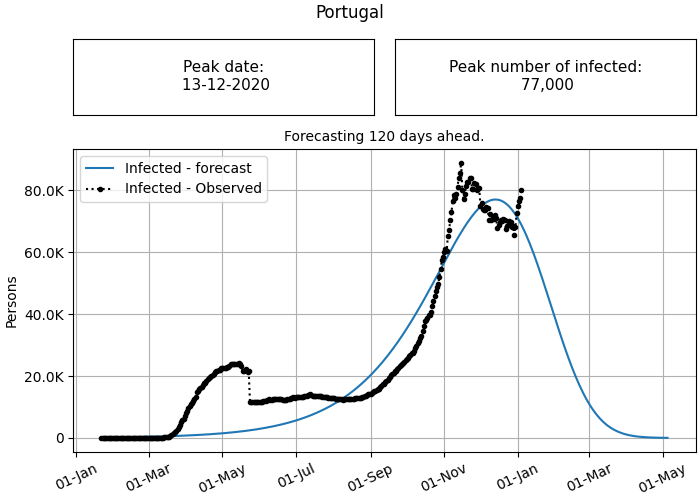 Portugal
Peak date:
13-12-2020
Peak number of infected:
77,000
Forecasting 120 days ahead.
Infected - forecast
Infected - Observed
80.0K
60.0K
40.0K
20.0K
0
Persons
01-Jan
01-Mar
01-May
01-Jul
01-Sep
01-Nov
01-Jan
01-Mar
01-May